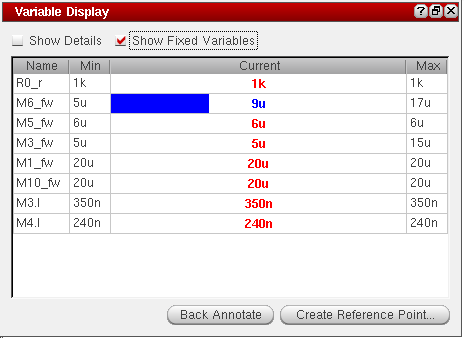 Variable Display
Show Details Show Fixed Variables
Name Min Current Max
R0_r 1k 1k 1k
M6_fw 5u 9u 17u
M5_fw 6u 6u 6u
M3_fw 5u 5u 15u
M1_fw 20u 20u 20u
M10_fw 20u 20u 20u
M3.l 350n 350n 350n
M4.l 240n 240n 240n
Back Annotate Create Reference Point...